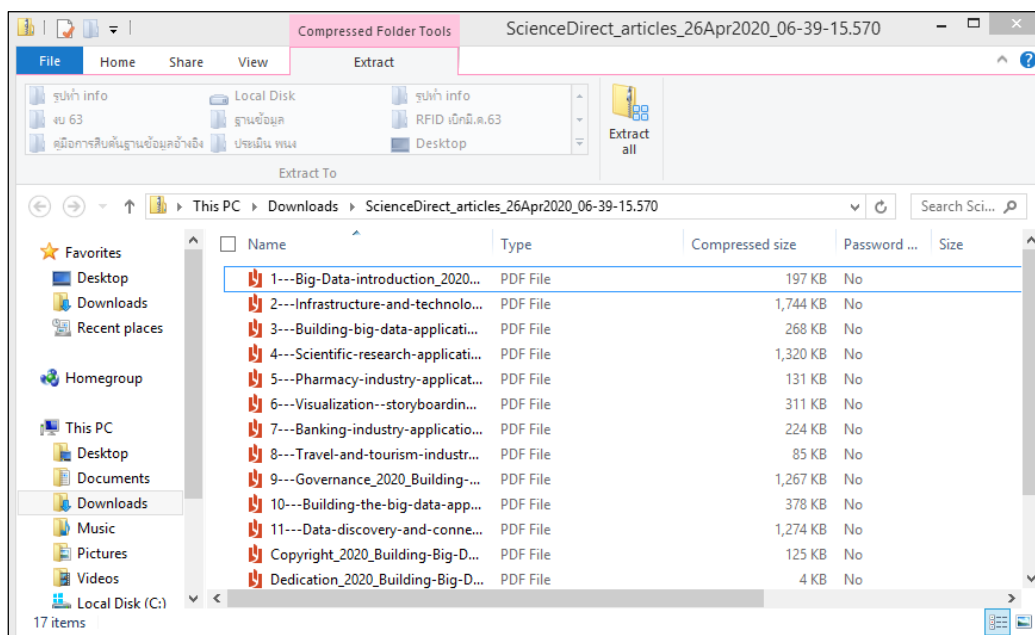 Compressed Folder Tools ScienceDirect_articles_26Apr2020_06-39-15.570
File Home Share View Extract
รูปทำ info Local Disk รูปทำ info
งบ 63 ฐานข้อมูล RFID เบิกมี.ค.63
คู่มือการสืบค้นฐานข้อมูลอ้างอิง ประเมิน พนง Desktop
Extract all
Extract To
This PC Downloads ScienceDirect_articles_26Apr2020_06-39-15.570 Search Sci...
Name Type Compressed size Password ... Size
Favorites
Desktop
Downloads
Recent places
Homegroup
This PC
Desktop
Documents
Downloads
Music
Pictures
Videos
Local Disk (C:)
1---Big-Data-introduction_2020... PDF File 197 KB No
2---Infrastructure-and-technolo... PDF File 1,744 KB No
3---Building-big-data-applicati... PDF File 268 KB No
4---Scientific-research-applicati... PDF File 1,320 KB No
5---Pharmacy-industry-applicat... PDF File 131 KB No
6---Visualization--storyboardin... PDF File 311 KB No
7---Banking-industry-applicatio... PDF File 224 KB No
8---Travel-and-tourism-industr... PDF File 85 KB No
9---Governance_2020_Building-... PDF File 1,267 KB No
10---Building-the-big-data-app... PDF File 378 KB No
11---Data-discovery-and-conne... PDF File 1,274 KB No
Copyright_2020_Building-Big-D... PDF File 125 KB No
Dedication_2020_Building-Big-D... PDF File 4 KB No
17 items